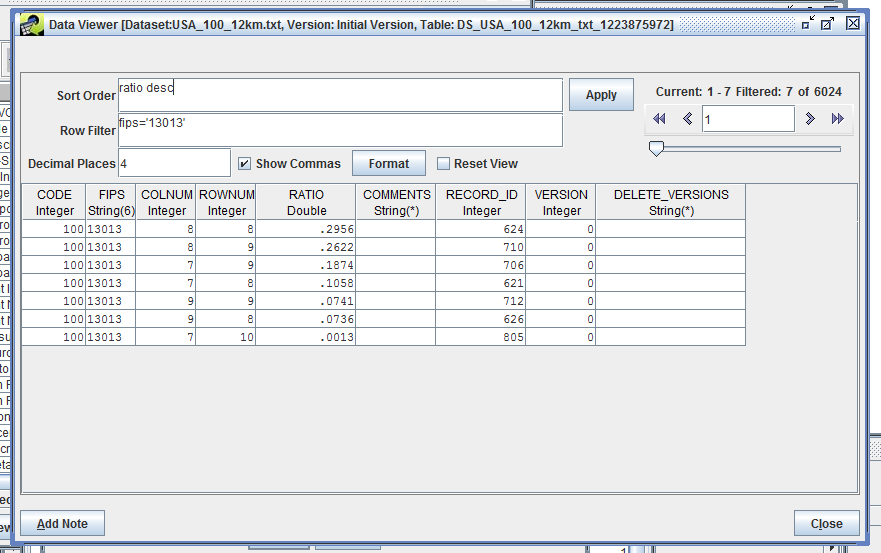 Data Viewer [Dataset:USA_100_12km.txt, Version: Initial Version, Table: DS_USA_100_12km_txt_1223875972]
Sort Order ratio desc Apply Current: 1 - 7 Filtered: 7 of 6024
Row Filter fips='13013' 1
Decimal Places 4 Show Commas Format Reset View
CODE FIPS COLNUM ROWNUM RATIO COMMENTS RECORD_ID VERSION DELETE_VERSIONS
Integer String(6) Integer Integer Double String(*) Integer Integer String(*)
100 13013 8 8 .2956 624 0
100 13013 8 9 .2622 710 0
100 13013 7 9 .1874 706 0
100 13013 7 8 .1058 621 0
100 13013 9 9 .0741 712 0
100 13013 9 8 .0736 626 0
100 13013 7 10 .0013 805 0
Add Note Close